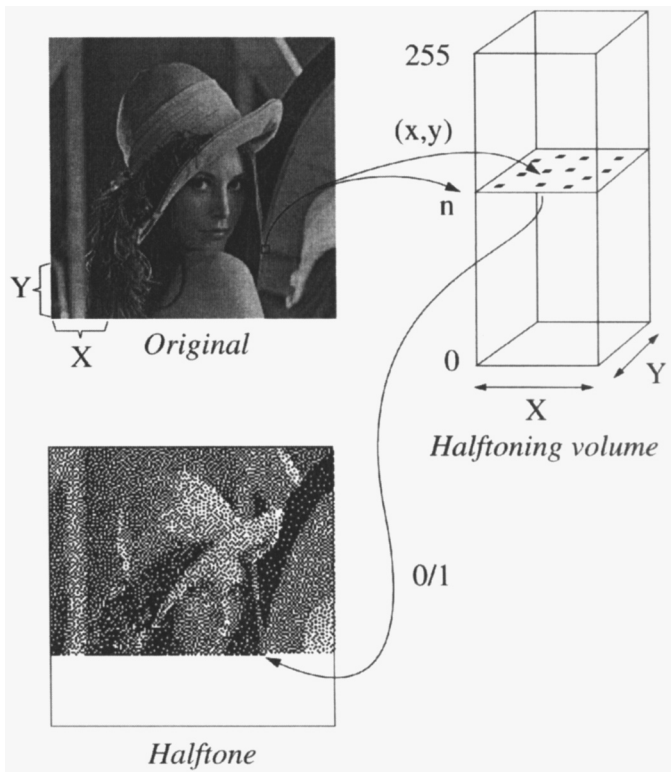 255
(x,y)
n
Y
X
Original
0
Y
X
Halftoning volume
0/1
Halftone